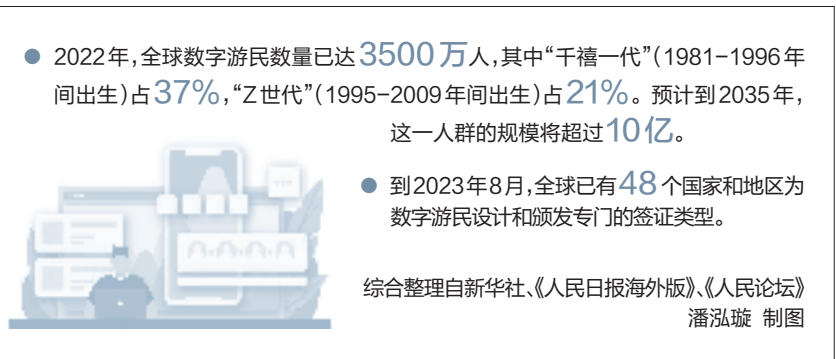 ● 2022年,全球数字游民数量已达3500万人,其中“千禧一代”(1981-1996年
间出生)占37%,“Z世代”(1995-2009年间出生)占21%。预计到2035年,
这一人群的规模将超过10亿。
● 到2023年8月,全球已有48个国家和地区为
数字游民设计和颁发专门的签证类型。
综合整理自新华社、《人民日报海外版》、《人民论坛》
潘泓璇 制图